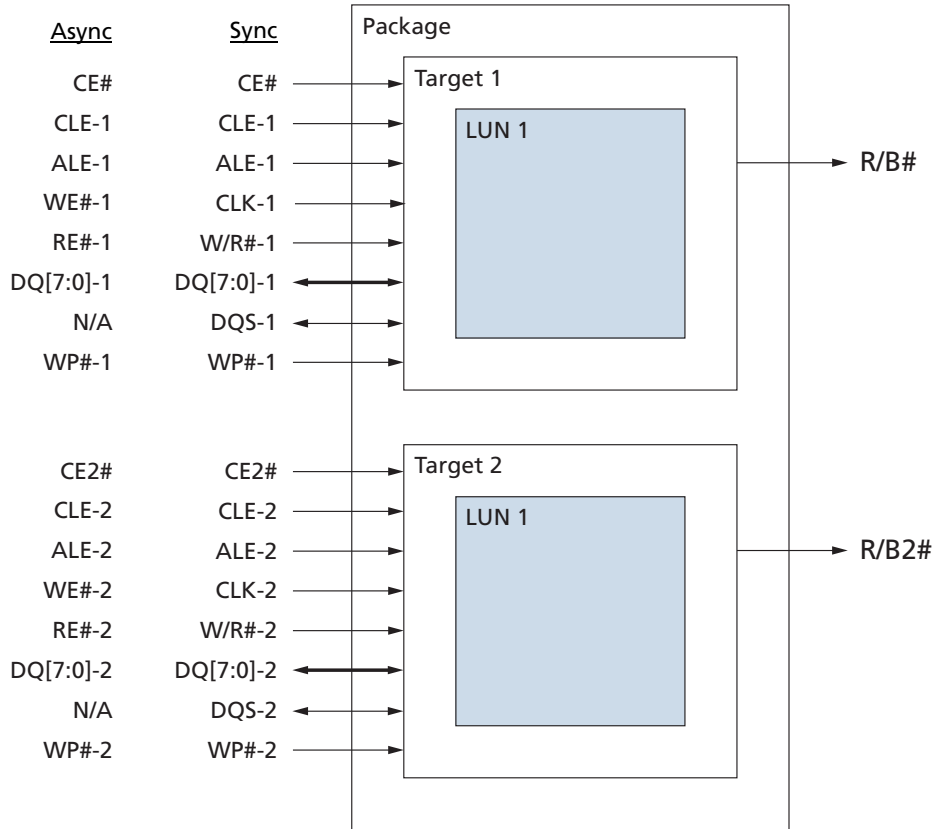 Async Sync Package
CE# CE# Target 1
CLE-1 CLE-1 LUN 1
ALE-1 ALE-1 R/B#
WE#-1 CLK-1
RE#-1 W/R#-1
DQ[7:0]-1 DQ[7:0]-1
N/A DQS-1
WP#-1 WP#-1
CE2# CE2# Target 2
CLE-2 CLE-2 LUN 1
ALE-2 ALE-2 R/B2#
WE#-2 CLK-2
RE#-2 W/R#-2
DQ[7:0]-2 DQ[7:0]-2
N/A DQS-2
WP#-2 WP#-2